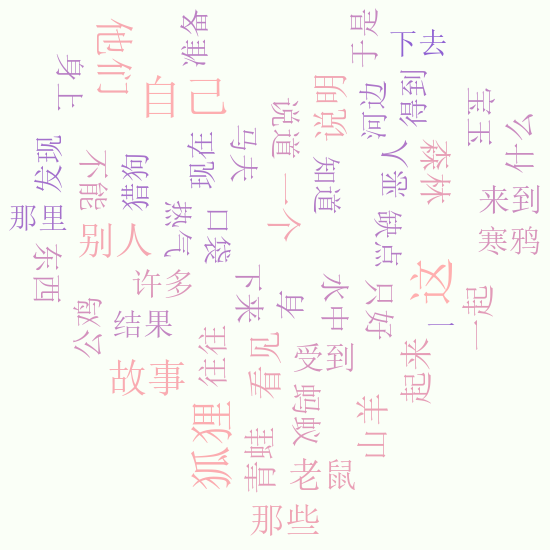 他们
准备
于是
下去
身上
自己
说明
河边
得到
宝王
什么
发现
不能
猎狗
现在
马夫
说道
知道
恶人
森林
来到
那里
别人
热气
口袋
一个
缺点
寒鸦
东西
许多
下来
有
水中
只好
这
一
一起
公鸡
结果
往往
看见
受到
起来
故事
狐狸
青蛙
蚂蚁
山羊
老鼠
那些